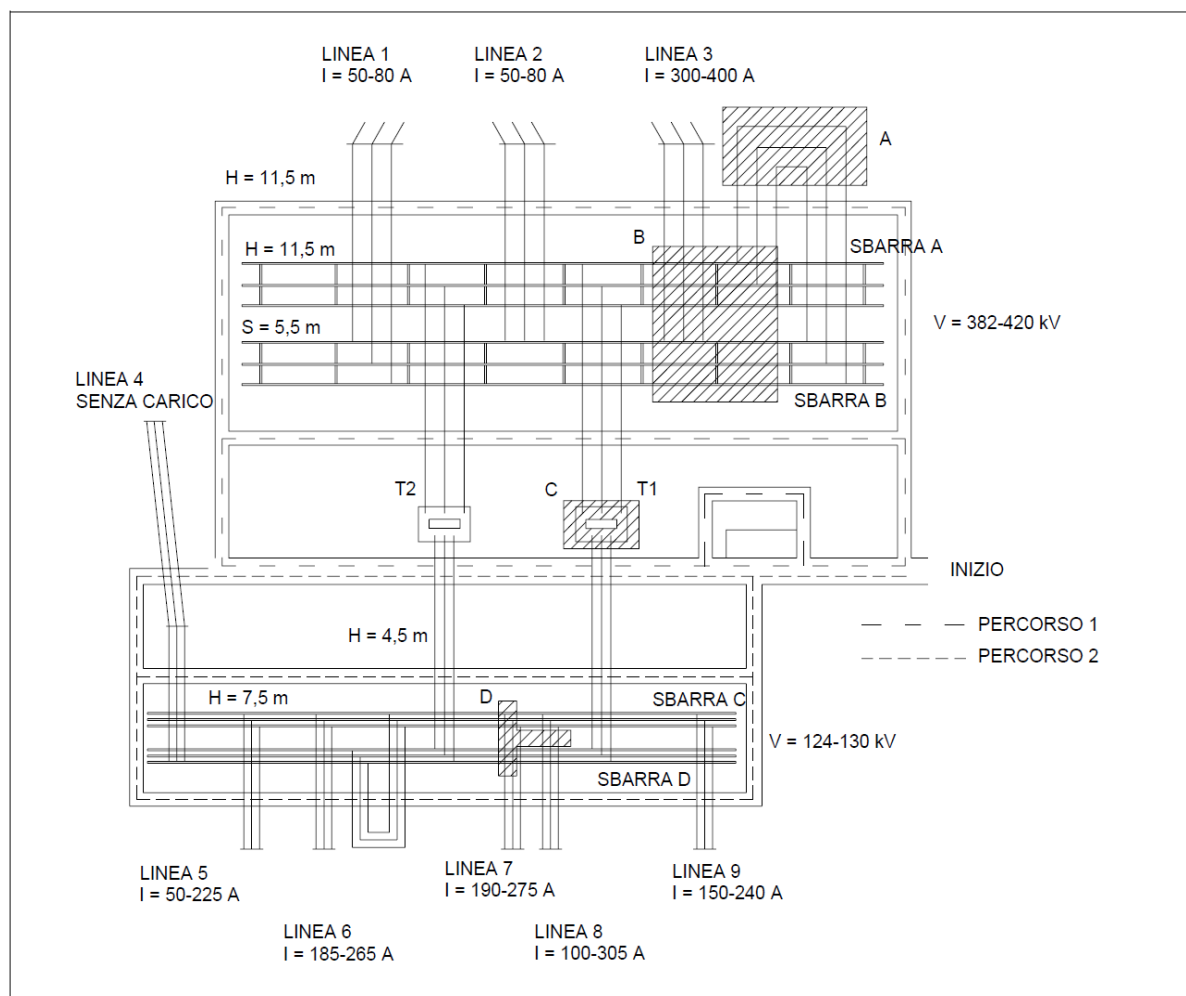 LINEA 1
I = 50-80 A
LINEA 2
I = 50-80 A
LINEA 3
I = 300-400 A
A
H = 11,5 m
B
H = 11,5 m
SBARRA A
S = 5,5 m
V = 382-420 kV
LINEA 4
SENZA CARICO
SBARRA B
T2
C
T1
INIZIO
PERCORSO 1
H = 4,5 m
PERCORSO 2
H = 7,5 m
D
SBARRA C
V = 124-130 kV
SBARRA D
LINEA 5
I = 50-225 A
LINEA 7
I = 190-275 A
LINEA 9
I = 150-240 A
LINEA 6
I = 185-265 A
LINEA 8
I = 100-305 A